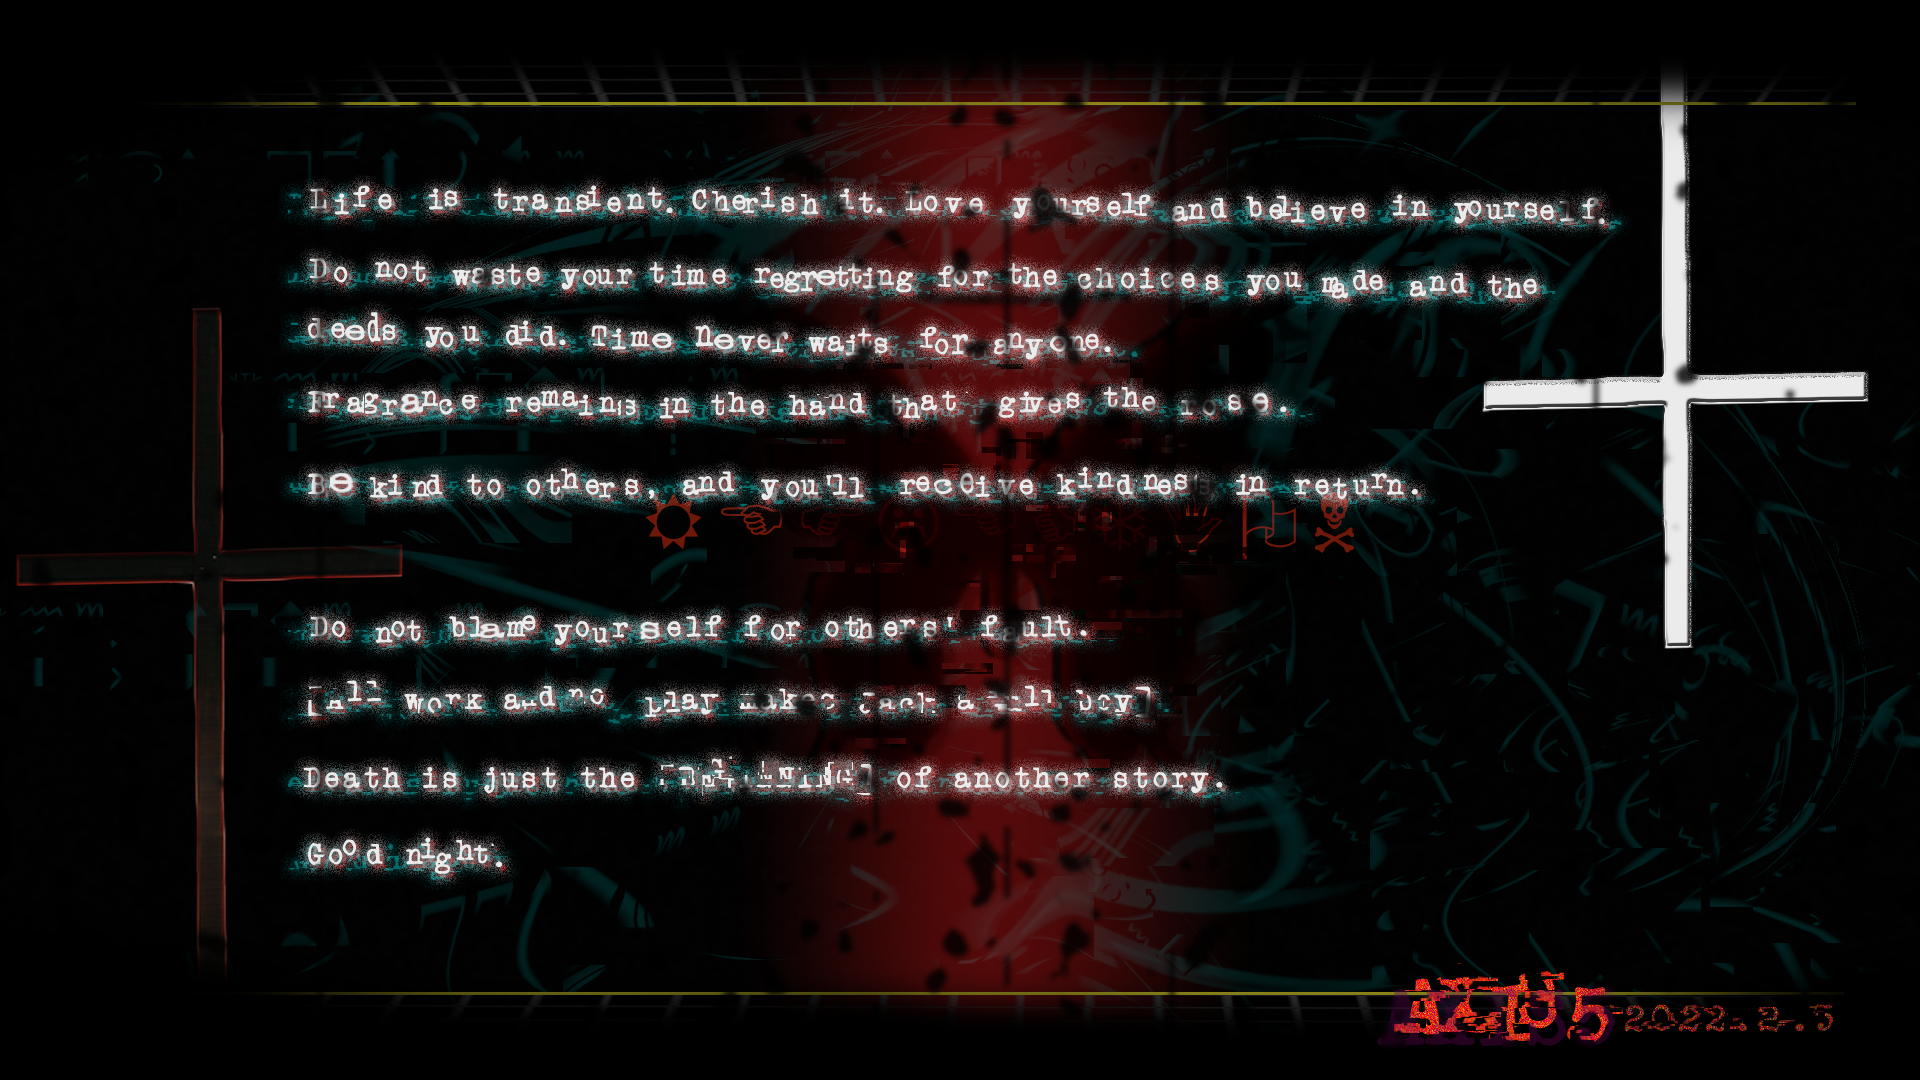 Life is transient. Cherish it. Love yourself and believe in yourself.
Do not waste your time regretting for the choices you made and the
deeds you did. Time never waits for anyone.
Fragrance remains in the hand that gives the rose.
Be kind to others, and you'll receive kindness in return.
Do not blame yourself for others' fault.
[All work and no play makes Jack a dull boy].
Death is just the of another story.
Good night.
2022.2.5